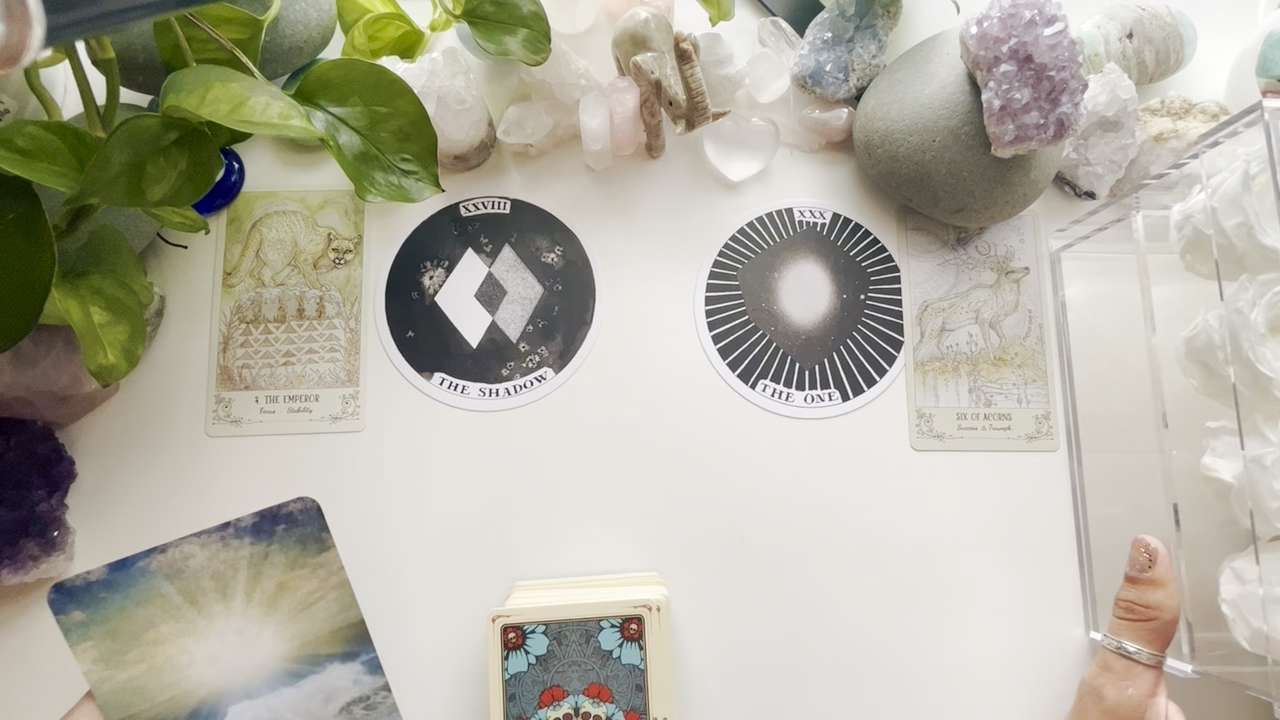 XXVIII
THE SHADOW
4 THE EMPEROR
Focus · Stability
XXX
THE ONE
SIX OF ACORNS
Success & Triumph